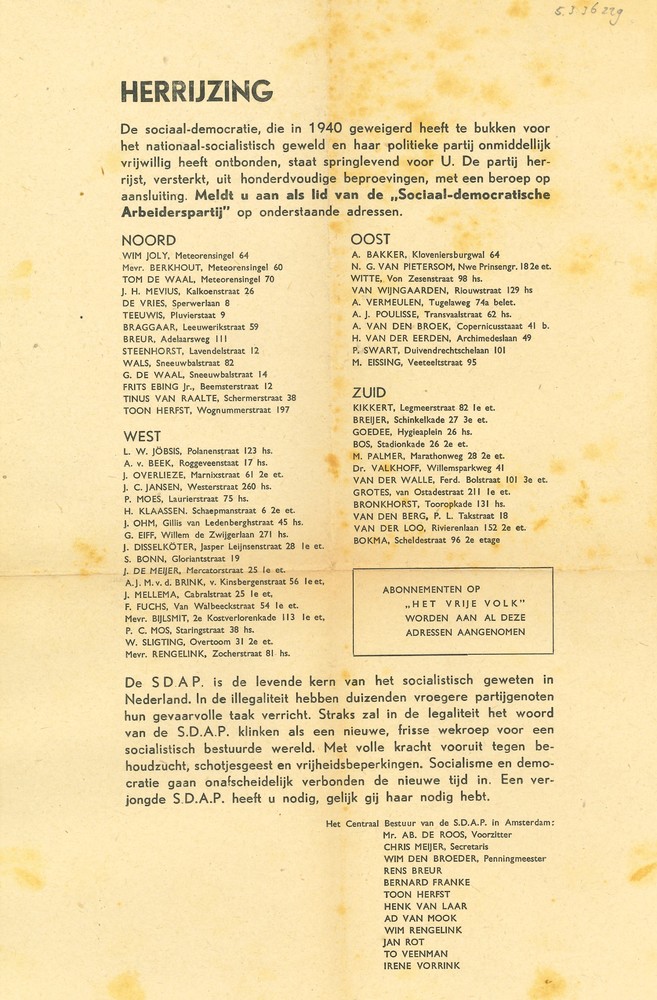 5.3 36229
HERRIJZING
De sociaal-democratie, die in 1940 geweigerd heeft te bukken voor
het nationaal-socialistisch geweld en haar politieke partij onmiddellijk
vrijwillig heeft ontbonden, staat springlevend voor U. De partij her-
rijst, versterkt, uit honderdvoudige beproevingen, met een beroep op
aansluiting. Meldt u aan als lid van de „Sociaal-democratische
Arbeiderspartij" op onderstaande adressen.
NOORD
WIM JOLY, Meteorensingel 64
Mevr. BERKHOUT, Meteorensingel 60
TOM DE WAAL, Meteorensingel 70
J. H. MEVIUS, Kalkoenstraat 26
DE VRIES, Sperwerlaan 8
TEEUWIS, Pluvierstaat 9
BRAGGAAR, Leeuwerikstraat 59
BREUR, Adelaarsweg 111
STEENHORST, Lavendelstraat 12
WALS, Sneeuwbalstraat 82
G. DE WAAL, Sneeuwbalstraat 14
FRITS EBING Jr., Beemsterstraat 12
TINUS VAN RAALTE, Schermerstraat 38
TOON HERFST, Wognummerstraat 197
WEST
L. W. JÖBSIS, Polanenstraat 123 hs.
A. v. BEEK, Roggeveenstaat 17 hs.
J. OVERLIEZE, Marnixstraat 61 2e et.
J. C. JANSEN, Westerstraat 260 hs.
P. MOES, Laurierstraat 75 hs.
H. KLAASSEN. Schaepmanstraat 6 2e et.
J. OHM, Gillis van Ledenberghstraat 45 hs.
G. EIFF, Willem de Zwijgerlaan 271 hs.
J. DISSELKÖTER, Jasper Leijnsenstraat 28 1e et.
S. BONN, Gloriantstraat 19
J. DE MEIJER, Mercatorstraat 25 1e et.
A.J. M. v. d. BRINK, v. Kinsbergenstraat 56 1e et,
J. MELLEMA, Cabralstraat 25 1e et,
F. FUCHS, Van Walbeeckstraat 54 1e et.
Mevr. BIJLSMIT, 2e Kostverlorenkade 113 1e et,
P. C. MOS, Staringstraat 38 hs.
W. SLIGTING, Overtoom 31 2e et.
Mevr. RENGELINK, Zocherstraat 81 hs.
OOST
A. BAKKER, Kloveniersburgwal 64
N. G. VAN PIETERSOM, Nwe Prinsengr. 182e et.
WITTE, Von Zesenstraat 98 hs.
VAN WIJNGAARDEN, Riouwstraat 129 hs
A. VERMEULEN, Tugelaweg 74a belet.
A. J. POULISSE, Transvaalstraat 62 hs.
A. VAN DEN BROEK, Copernicusstaaat 41 b.
H. VAN DER EERDEN, Archimedeslaan 49
P. SWART, Duivendrechtschelaan 101
M. EISSING, Veeteeltstraat 95
ZUID
KIKKERT, Legmeerstraat 82 1e et.
BREIJER, Schinkelkade 27 3e et.
GOEDEE, Hygieaplein 26 hs.
BOS, Stadionkade 26 2e et.
M. PALMER, Marathonweg 28 2e et.
Dr. VALKHOFF, Willemsparkweg 41
VAN DER WALLE, Ferd. Bolstraat 101 3e et.
GROTES, van Ostadestraat 211 1e et.
BRONKHORST, Tooropkade 131 hs.
VAN DEN BERG, P. L. Takstraat 18
VAN DER LOO, Rivierenlaan 152 2e et.
BOKMA, Scheldestraat 96 2e etage
ABONNEMENTEN OP
„HET VRIJE VOLK"
WORDEN AAN AL DEZE
ADRESSEN AANGENOMEN
De S D A P. is de levende kern van het socialistisch geweten in
Nederland. In de illegaliteit hebben duizenden vroegere partijgenoten
hun gevaarvolle taak verricht. Straks zal in de legaliteit het woord
van de S.D.A.P. klinken als een nieuwe, frisse wekroep voor een
socialistisch bestuurde wereld. Met volle kracht vooruit tegen be-
houdzucht, schotjesgeest en vrijheidsbeperkingen. Socialisme en demo-
cratie gaan onafscheidelijk verbonden de nieuwe tijd in. Een ver-
jongde S.D.A.P. heeft u nodig, gelijk gij haar nodig hebt.
Het Centraal Bestuur van de S.D.A.P. in Amsterdam:
Mr. AB. DE ROOS, Voorzitter
CHRIS MEIJER, Secretaris
WIM DEN BROEDER, Penningmeester
RENS BREUR
BERNARD FRANKE
TOON HERFST
HENK VAN LAAR
AD VAN MOOK
WIM RENGELINK
JAN ROT
TO VEENMAN
IRENE VORRINK